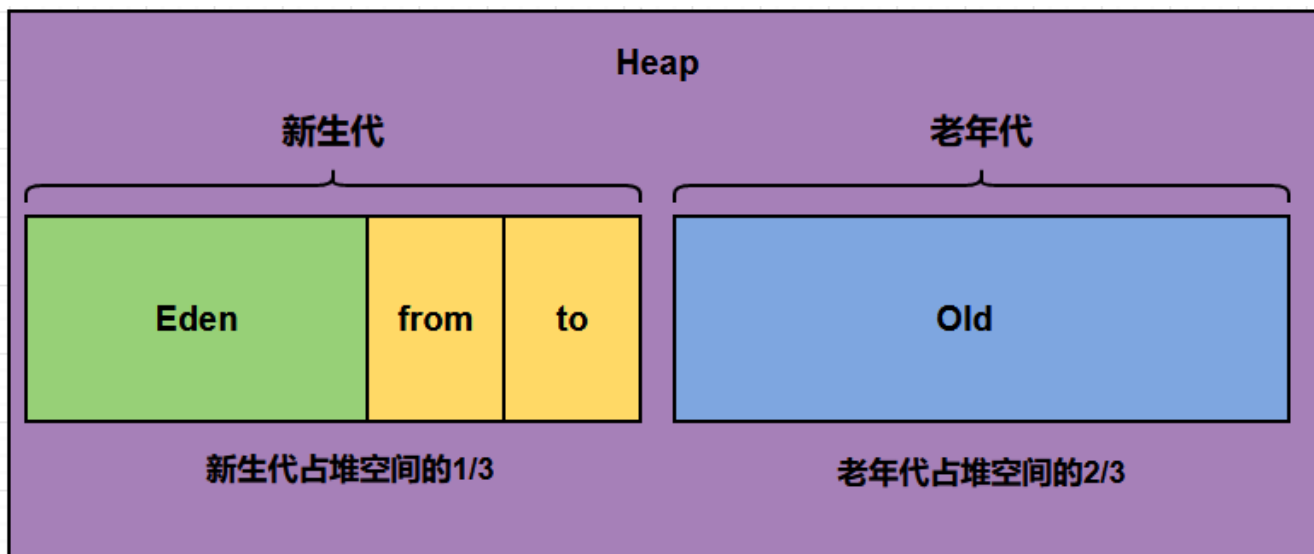 Heap
新生代
老年代
Eden
from
to
Old
新生代占堆空间的1/3
老年代占堆空间的2/3